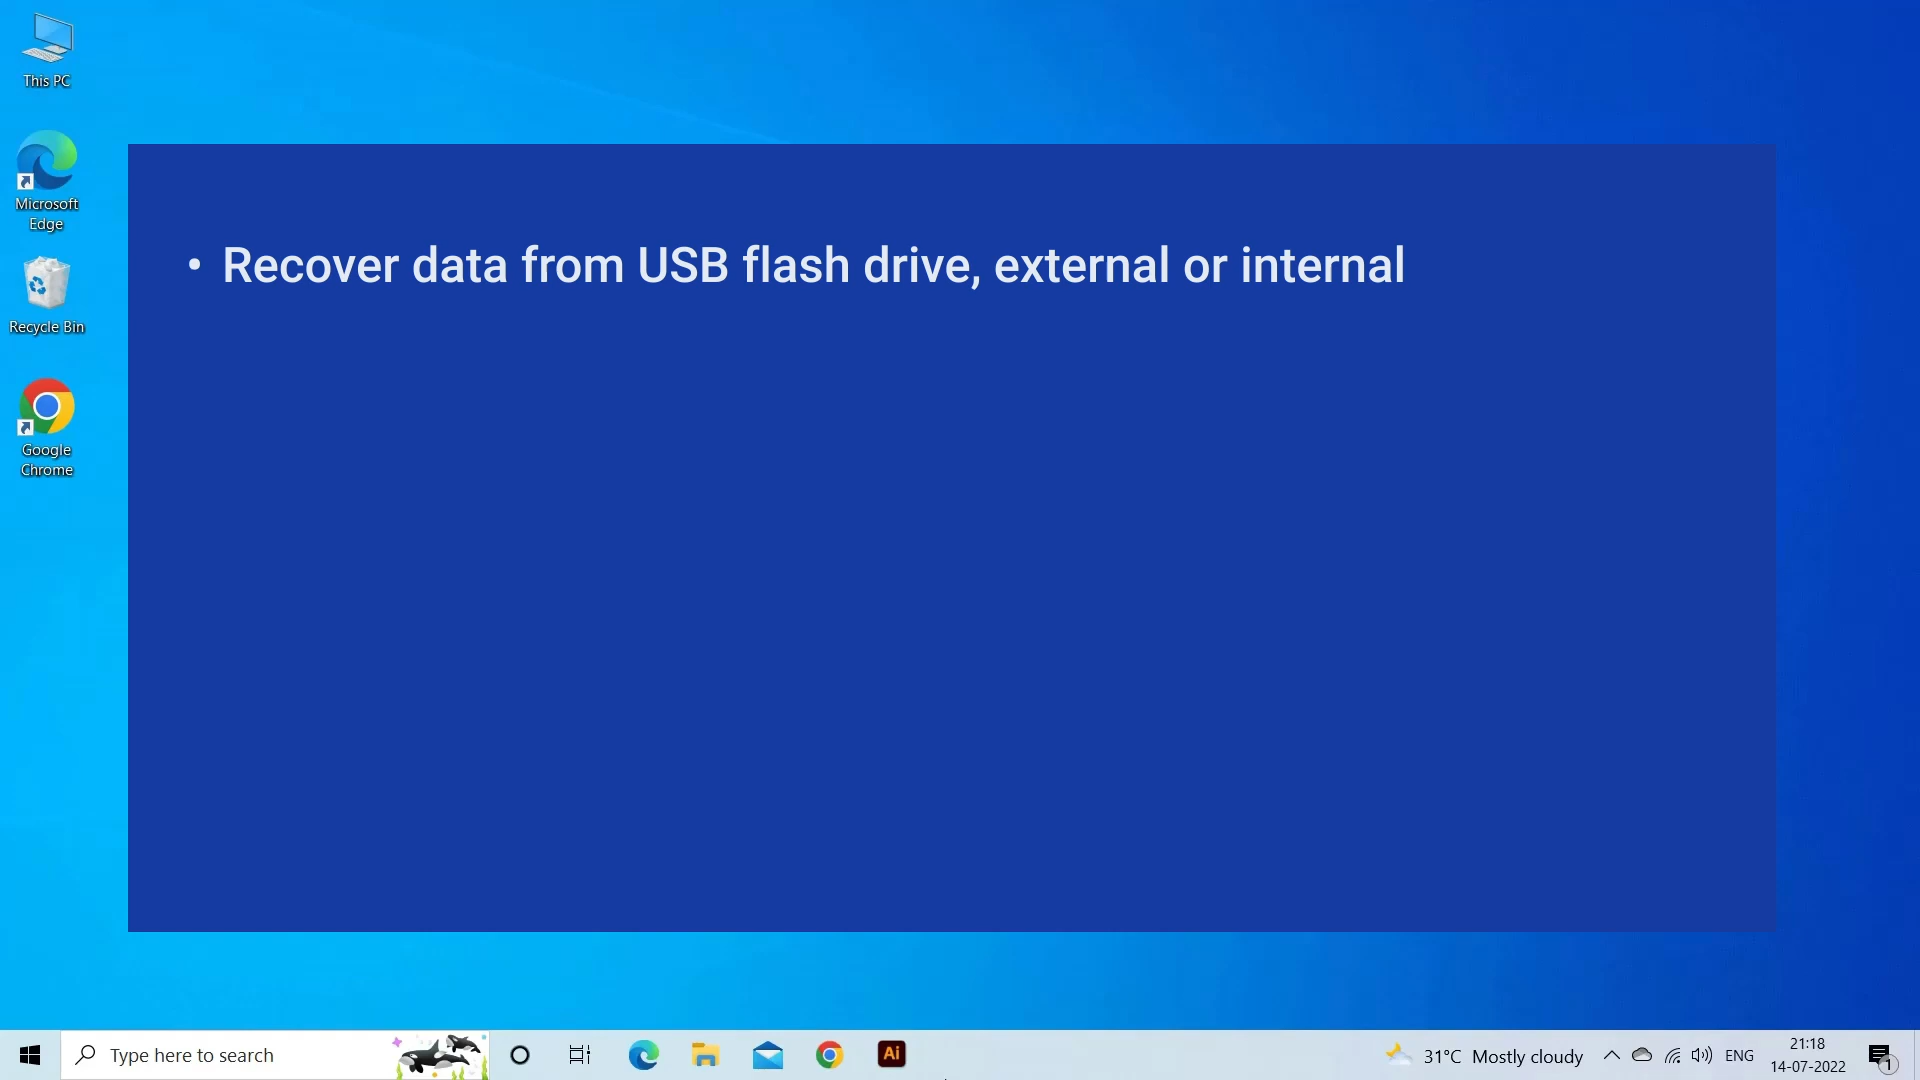 This PC
Microsoft
Edge
Recycle Bin
Google
Chrome
• Recover data from USB flash drive, external or internal
Type here to search
Ai
31°C Mostly cloudy
ENG
21:18
14-07-2022
1